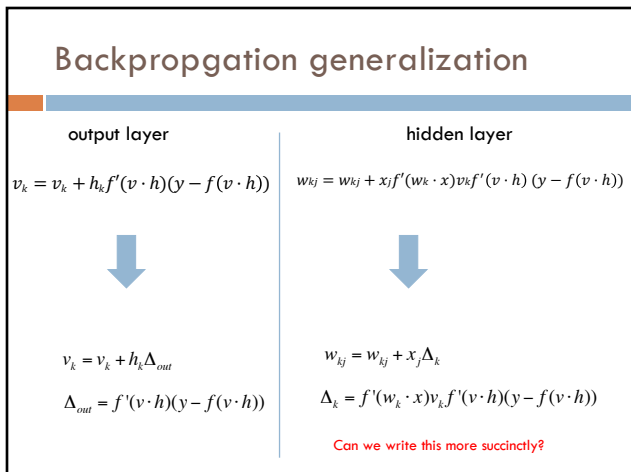 Backpropgation generalization
output layer
v_k = v_k + h_k f′(v · h)(y − f(v · h))
v_k = v_k + h_k Δ_out
Δ_out = f'(v · h)(y − f(v · h))
hidden layer
w_kj = w_kj + x_j f′(w_k · x)v_k f′(v · h) (y − f(v · h))
w_kj = w_kj + x_j Δ_k
Δ_k = f'(w_k · x)v_k f'(v · h)(y − f(v · h))
Can we write this more succinctly?